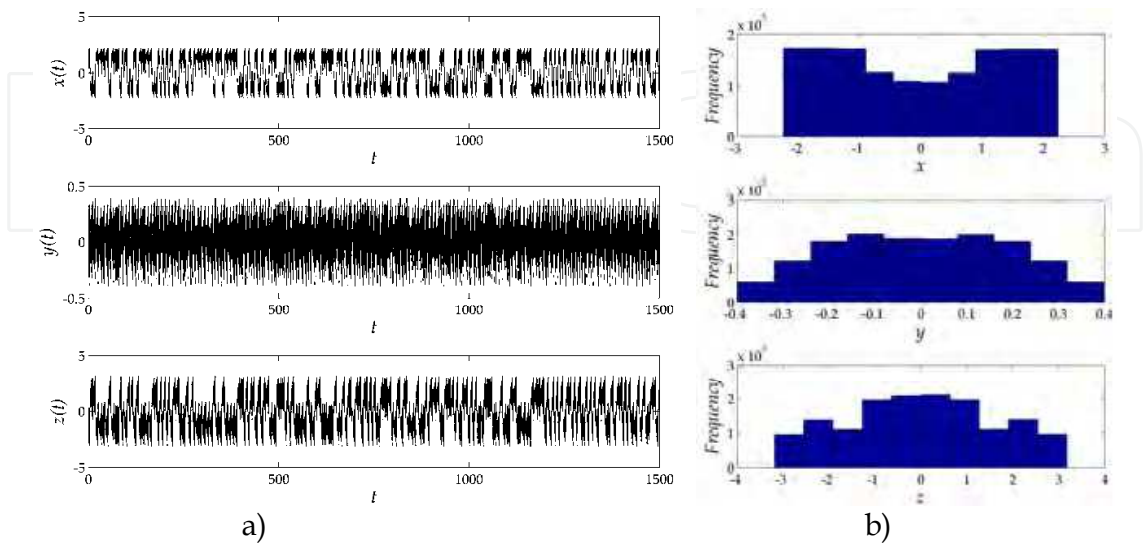 5
x(t)
0
-5
0 500 1000 1500
t
0.5
y(t)
0
-0.5
0 500 1000 1500
t
5
z(t)
0
-5
0 500 1000 1500
t
a)
x 10⁵
2
Frequency
1
0
-3 -2 -1 0 1 2 3
x
x 10
3
Frequency
2
1
0
-0.4 -0.3 -0.2 -0.1 0 0.1 0.2 0.3 0.4
y
x 10
3
Frequency
2
1
0
-4 -3 -2 -1 0 1 2 3 4
z
b)